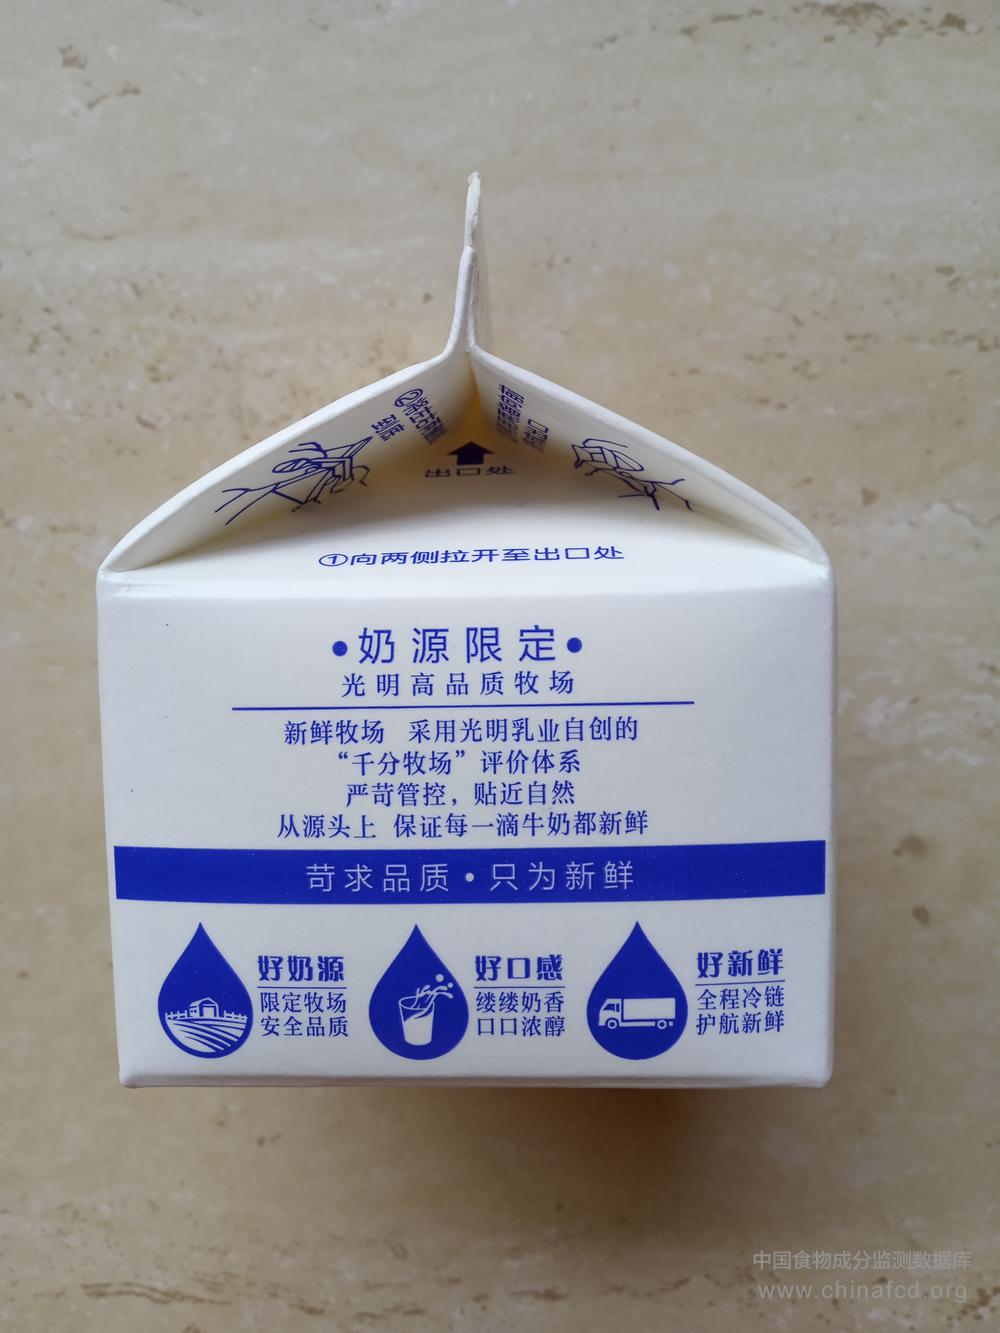 出口处
①向两侧拉开至出口处
•奶源限定•
光明高品质牧场
新鲜牧场 采用光明乳业自创的
“千分牧场”评价体系
严苛管控，贴近自然
从源头上 保证每一滴牛奶都新鲜
苛求品质·只为新鲜
好奶源
限定牧场
安全品质
好口感
缕缕奶香
口口浓醇
好新鲜
全程冷链
护航新鲜
中国食物成分监测数据库
www.chinafcd.org